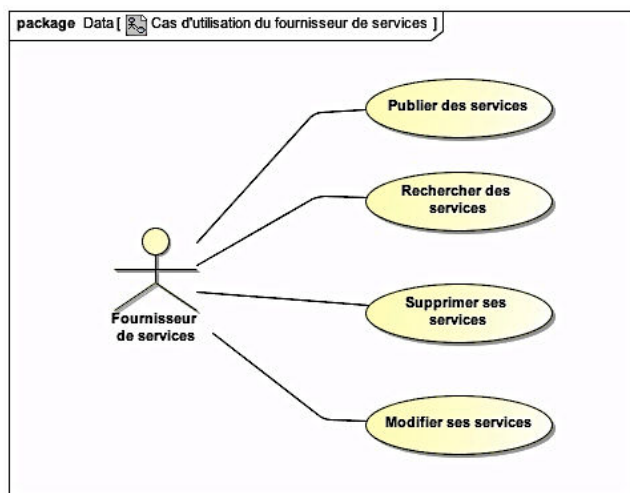 package Data [ Cas d'utilisation du fournisseur de services ]
Publier des services
Rechercher des
services
Fournisseur
de services
Supprimer ses
services
Modifier ses services